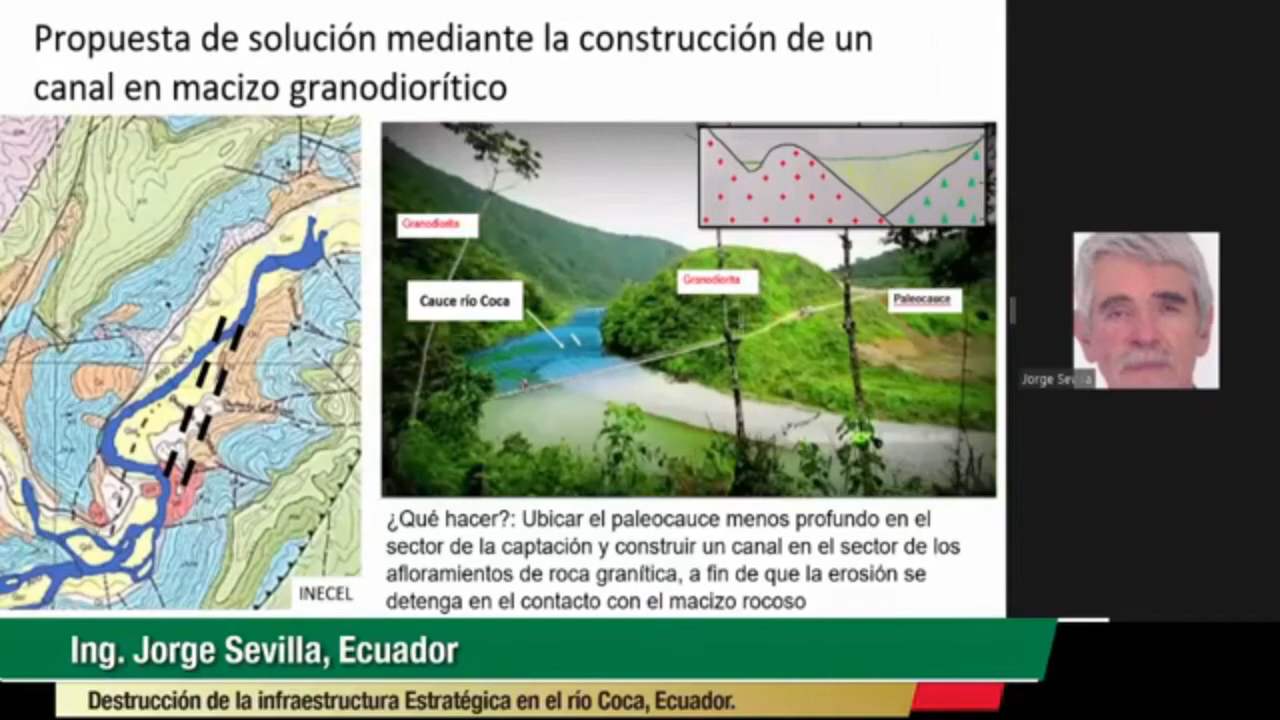 Propuesta de solución mediante la construcción de un
canal en macizo granodiorítico
Granodiorita
Granodiorita
Cauce río Coca
Paleocauce
RIO COCA
INECEL
¿Qué hacer?: Ubicar el paleocauce menos profundo en el
sector de la captación y construir un canal en el sector de los
afloramientos de roca granítica, a fin de que la erosión se
detenga en el contacto con el macizo rocoso
Jorge Sevilla
Ing. Jorge Sevilla, Ecuador
Destrucción de la infraestructura Estratégica en el río Coca, Ecuador.